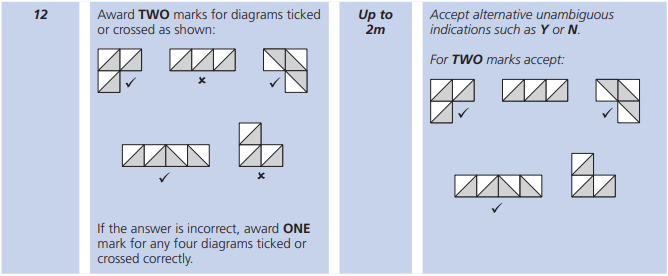 12
Award TWO marks for diagrams ticked
or crossed as shown:
✓
✗
✓
✓
✗
If the answer is incorrect, award ONE
mark for any four diagrams ticked or
crossed correctly.
Up to
2m
Accept alternative unambiguous
indications such as Y or N.
For TWO marks accept:
✓
✓
✓